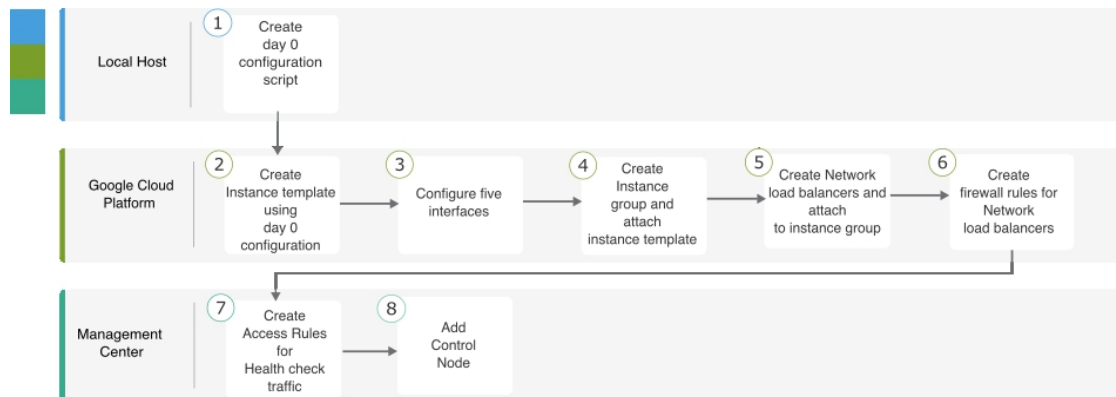 Local Host
1
Create
day 0
configuration
script
Google Cloud
Platform
2
Create
Instance template
using
day 0
configuration
3
Configure five
interfaces
4
Create
Instance
group and
attach
instance template
5
Create Network
load balancers and
attach
to instance group
6
Create
firewall rules for
Network
load balancers
Management
Center
7
Create
Access Rules
for
Health check
traffic
8
Add
Control
Node